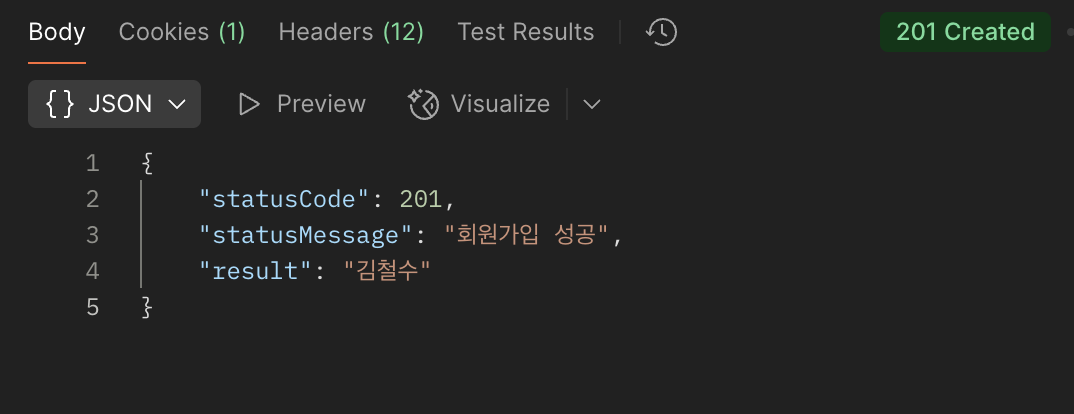 Body Cookies (1) Headers (12) Test Results 201 Created
{} JSON Preview Visualize
1 {
2 "statusCode": 201,
3 "statusMessage": "회원가입 성공",
4 "result": "김철수"
5 }